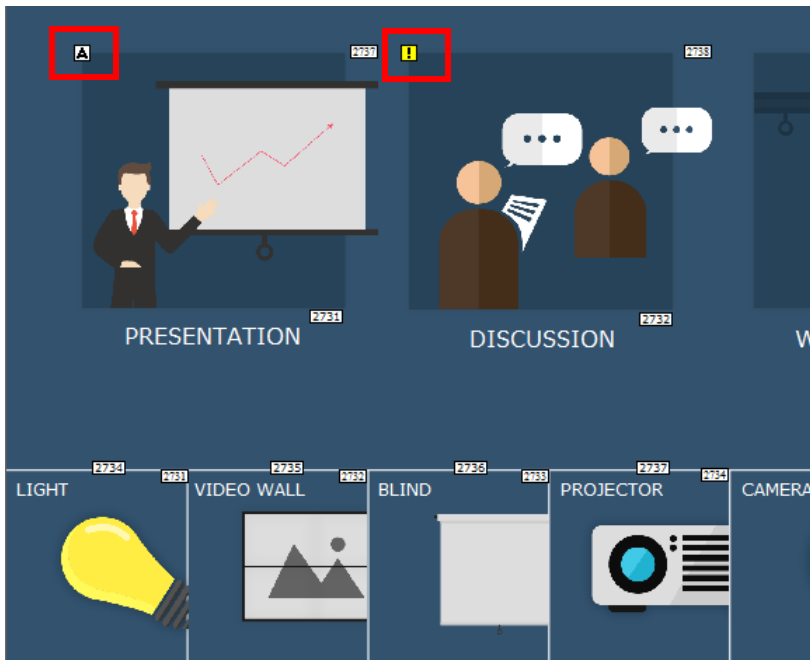 A
2737
!
2738
2731
PRESENTATION
2732
DISCUSSION
W
2734
2731
LIGHT
2735
2732
VIDEO WALL
2736
2733
BLIND
2737
2734
PROJECTOR
CAMERA